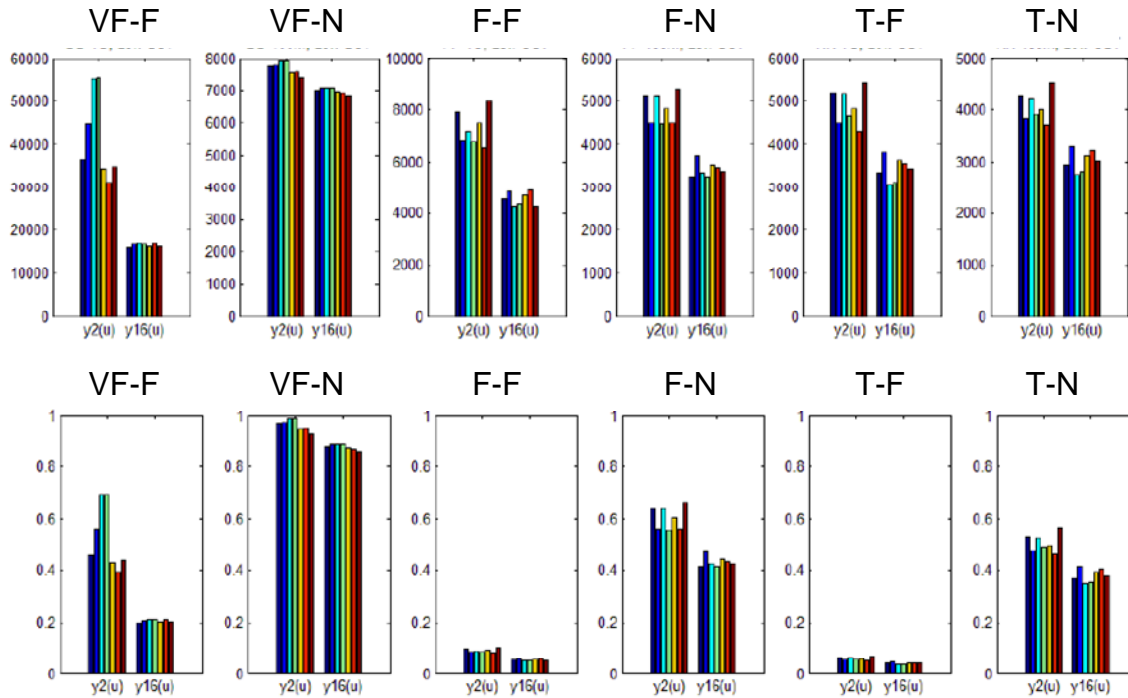 VF-F VF-N F-F F-N T-F T-N
60000 50000 40000 30000 20000 10000 0
y2(u) y16(u)
8000 7000 6000 5000 4000 3000 2000 1000 0
y2(u) y16(u)
10000 8000 6000 4000 2000 0
y2(u) y16(u)
6000 5000 4000 3000 2000 1000 0
y2(u) y16(u)
6000 5000 4000 3000 2000 1000 0
y2(u) y16(u)
5000 4000 3000 2000 1000 0
y2(u) y16(u)
VF-F VF-N F-F F-N T-F T-N
1 0.8 0.6 0.4 0.2 0
y2(u) y16(u)
1 0.8 0.6 0.4 0.2 0
y2(u) y16(u)
1 0.8 0.6 0.4 0.2 0
y2(u) y16(u)
1 0.8 0.6 0.4 0.2 0
y2(u) y16(u)
1 0.8 0.6 0.4 0.2 0
y2(u) y16(u)
1 0.8 0.6 0.4 0.2 0
y2(u) y16(u)